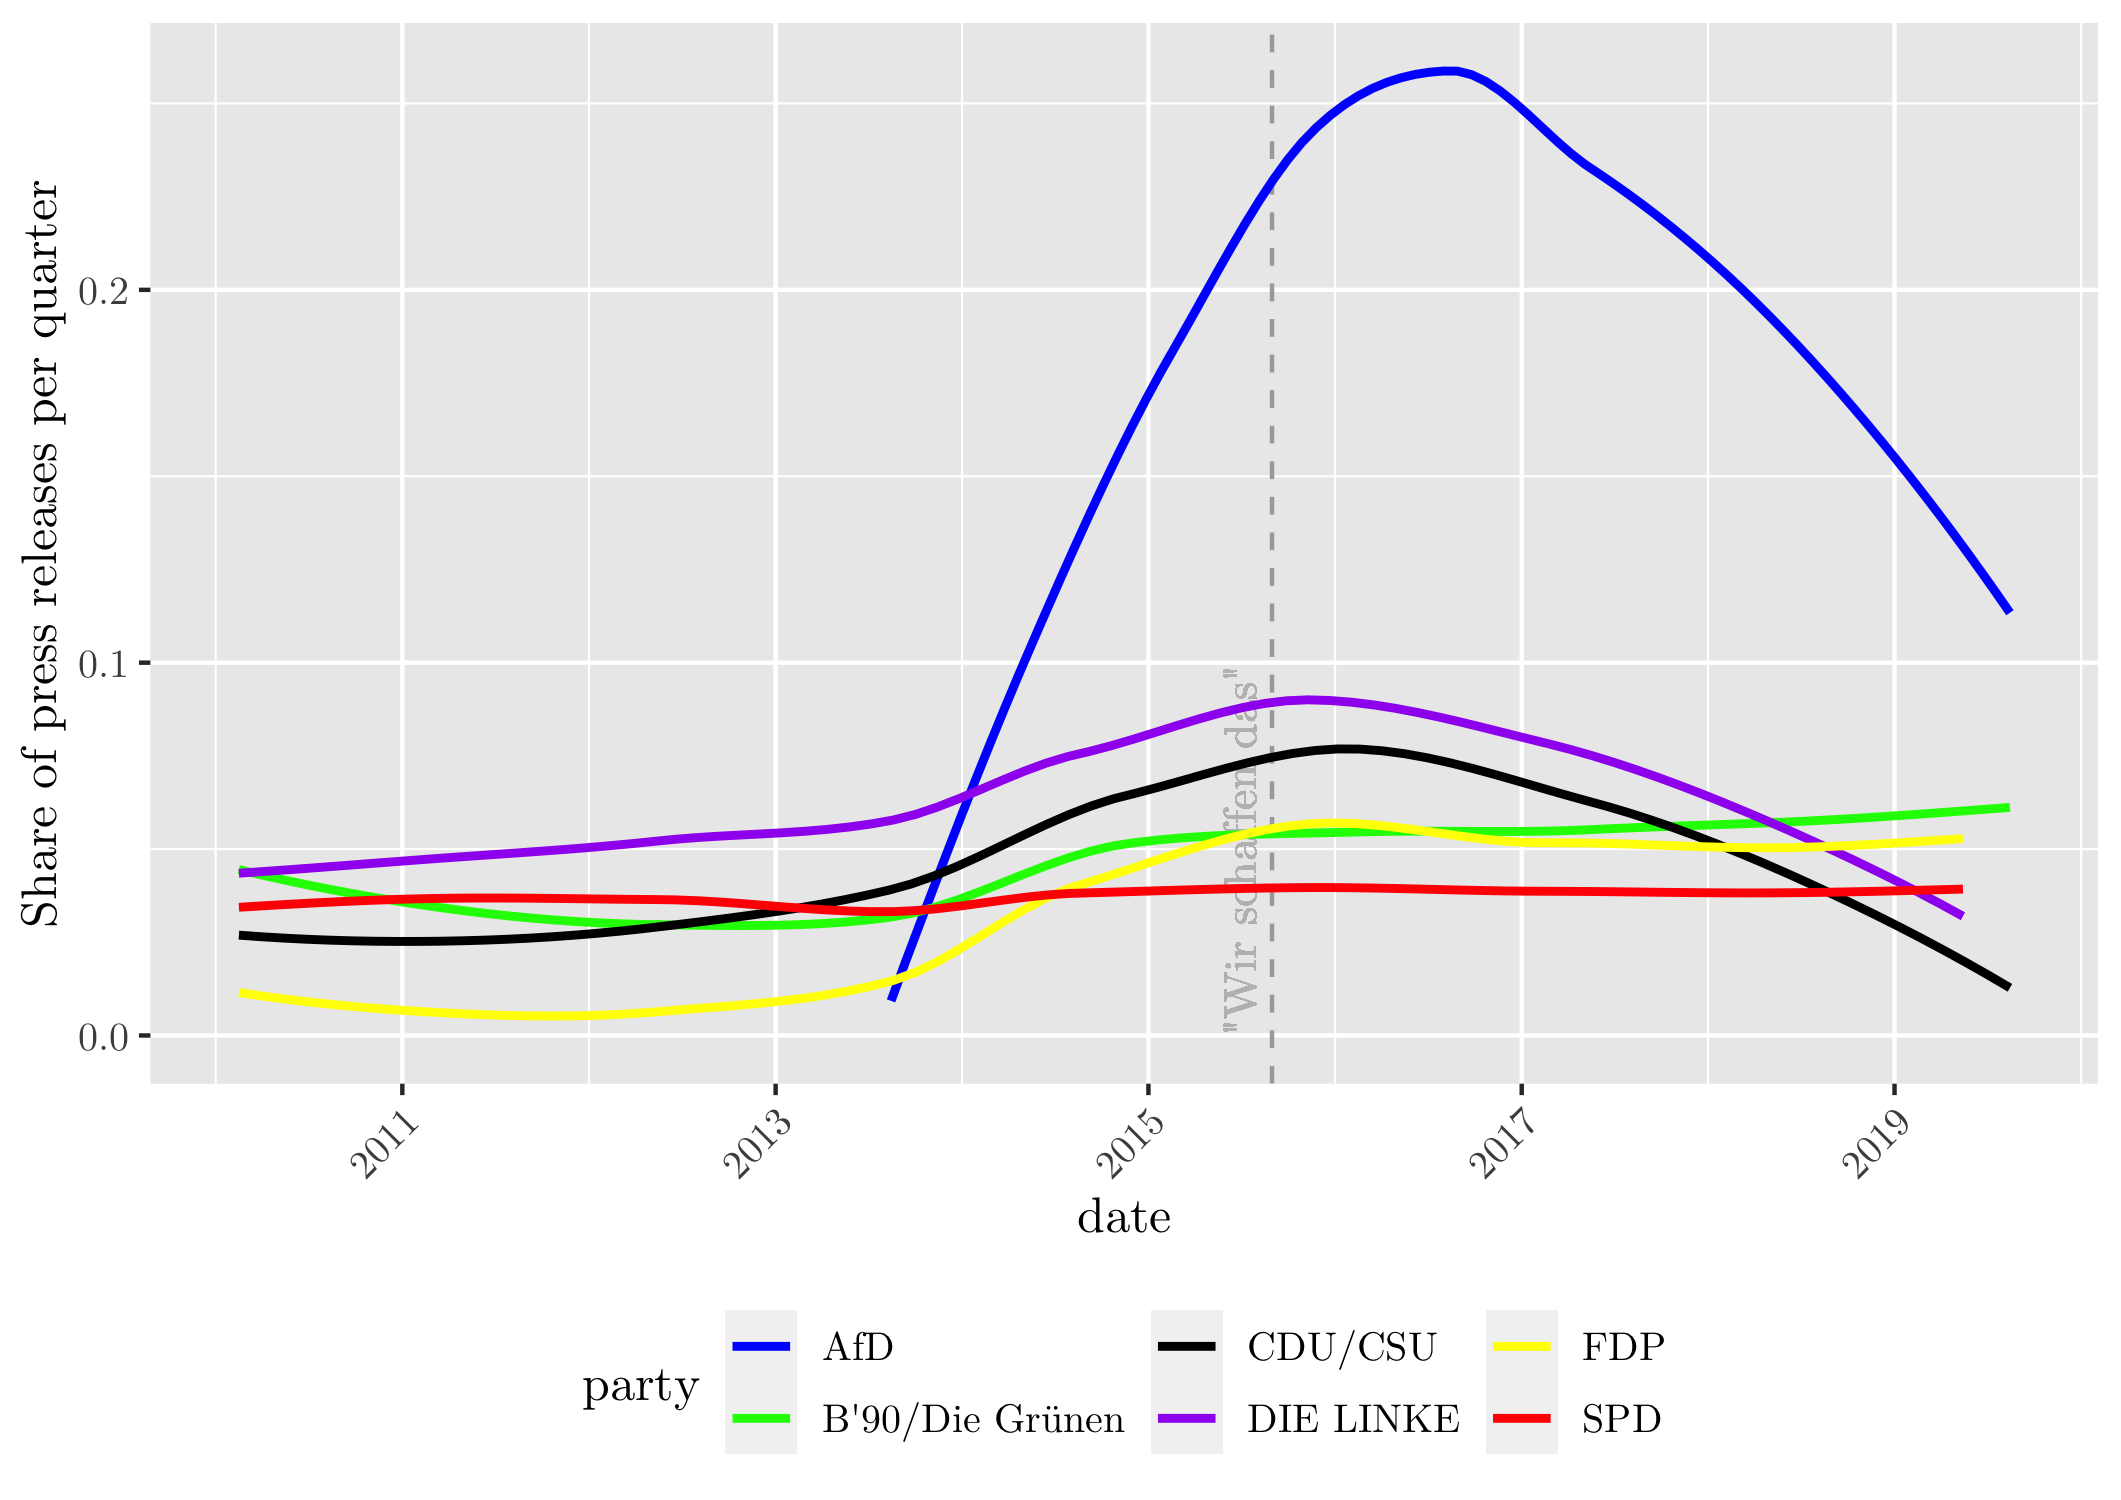 Share of press releases per quarter
0.2
0.1
0.0
"Wir schaffen das"
2011
2013
2015
2017
2019
date
party
AfD
CDU/CSU
FDP
B'90/Die Grünen
DIE LINKE
SPD